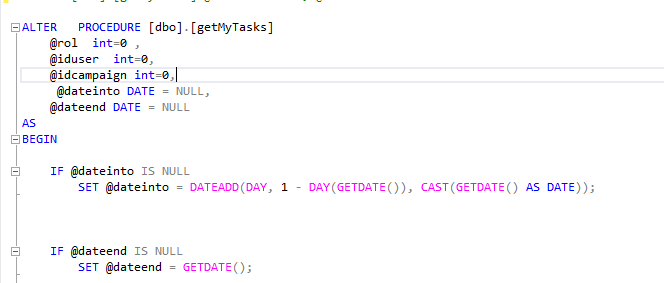 ALTER   PROCEDURE [dbo].[getMyTasks]
    @rol  int=0 ,
    @iduser  int=0,
    @idcampaign int=0,
     @dateinto DATE = NULL,
    @dateend DATE = NULL
AS
BEGIN
    IF @dateinto IS NULL
        SET @dateinto = DATEADD(DAY, 1 - DAY(GETDATE()), CAST(GETDATE() AS DATE));
    IF @dateend IS NULL
        SET @dateend = GETDATE();